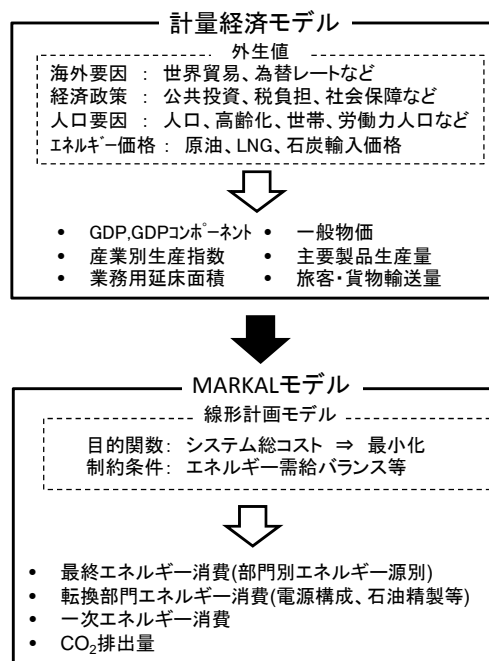 計量経済モデル
外生値
海外要因 : 世界貿易、為替レートなど
経済政策 : 公共投資、税負担、社会保障など
人口要因 : 人口、高齢化、世帯、労働力人口など
エネルギー価格 : 原油、LNG、石炭輸入価格
• GDP,GDPコンポーネント • 一般物価
• 産業別生産指数 • 主要製品生産量
• 業務用延床面積 • 旅客・貨物輸送量
MARKALモデル
線形計画モデル
目的関数: システム総コスト ⇒ 最小化
制約条件: エネルギー需給バランス等
• 最終エネルギー消費(部門別エネルギー源別)
• 転換部門エネルギー消費(電源構成、石油精製等)
• 一次エネルギー消費
• CO₂排出量